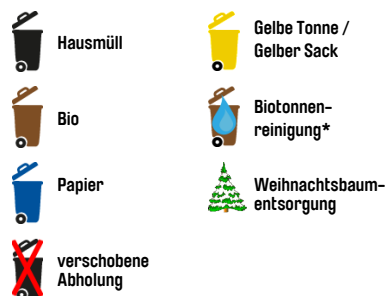 Hausmüll
Bio
Papier
verschobene
Abholung
Gelbe Tonne /
Gelber Sack
Biotonnen-
reinigung*
Weihnachtsbaum-
entsorgung